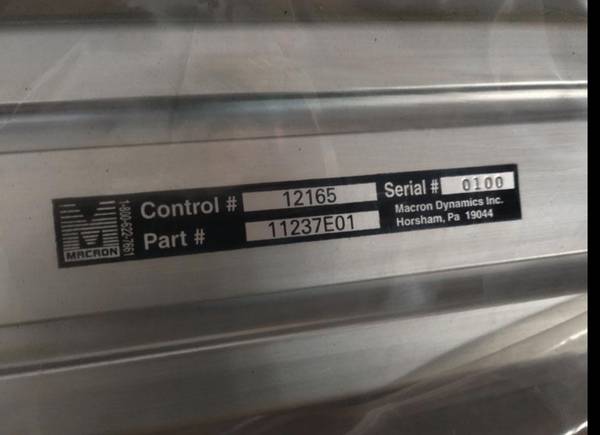 MACRON
Control # 12165
Part # 11237E01
Serial # 0100
Macron Dynamics Inc.
Horsham, Pa 19044